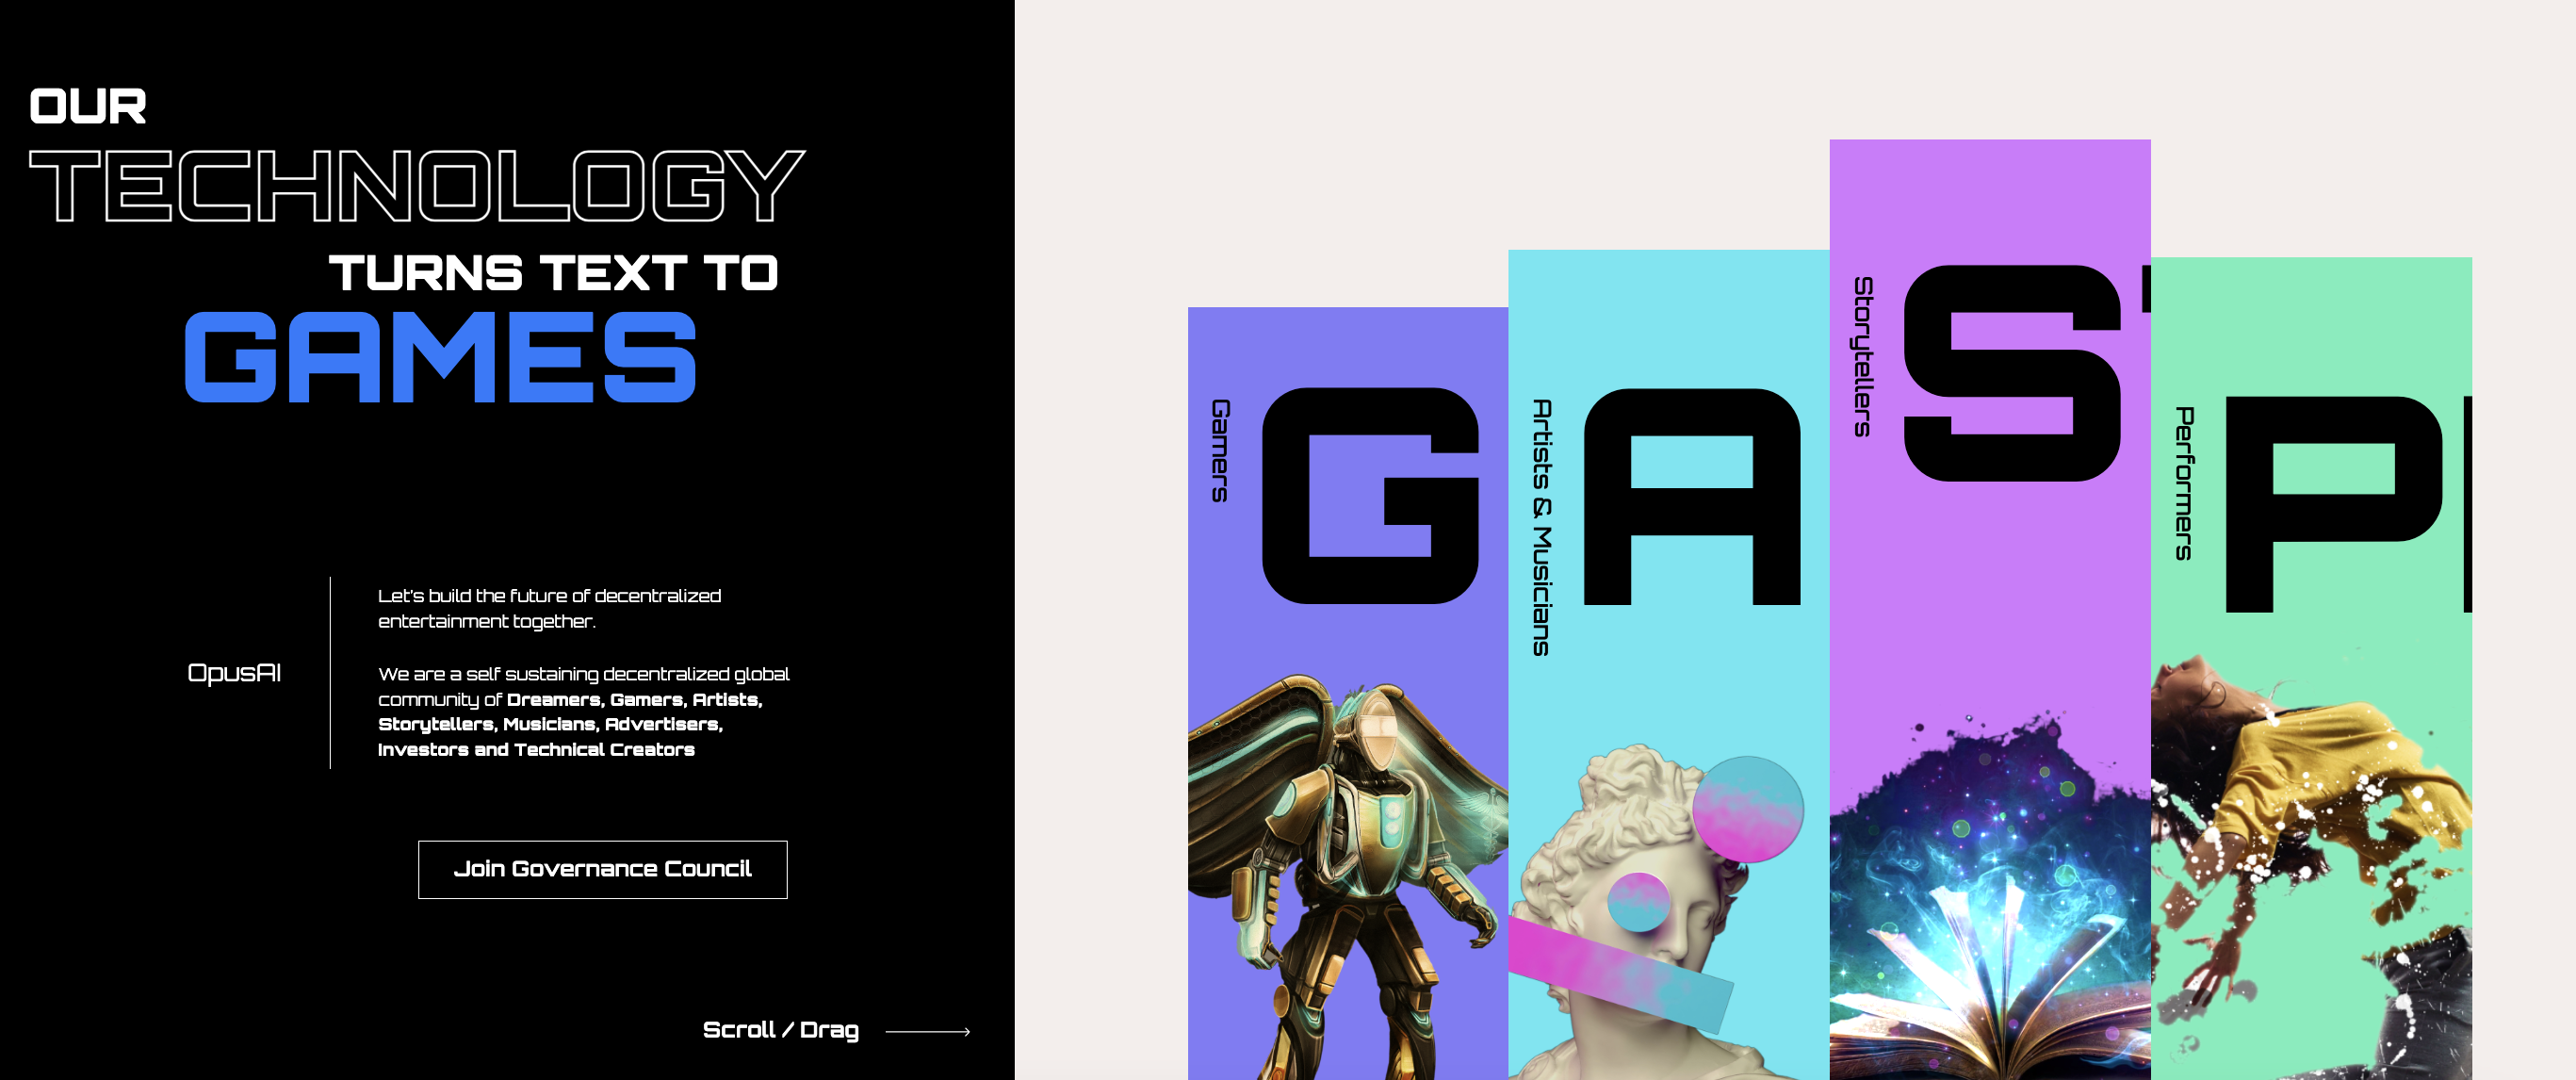 OUR
TECHNOLOGY
TURNS TEXT TO
GAMES
OpusAI
Let's build the future of decentralized
entertainment together.
We are a self sustaining decentralized global
community of Dreamers, Gamers, Artists,
Storytellers, Musicians, Advertisers,
Investors and Technical Creators
Join Governance Council
Scroll / Drag
Gamers
G
Artists & Musicians
A
Storytellers
S
Performers
P